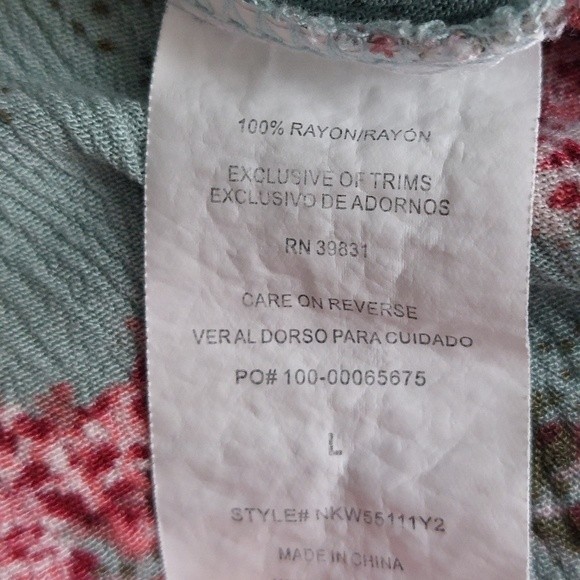 100% RAYON/RAYÓN
EXCLUSIVE OF TRIMS
EXCLUSIVO DE ADORNOS
RN 39831
CARE ON REVERSE
VER AL DORSO PARA CUIDADO
PO# 100-00065675
L
STYLE# NKW55111Y2
MADE IN CHINA